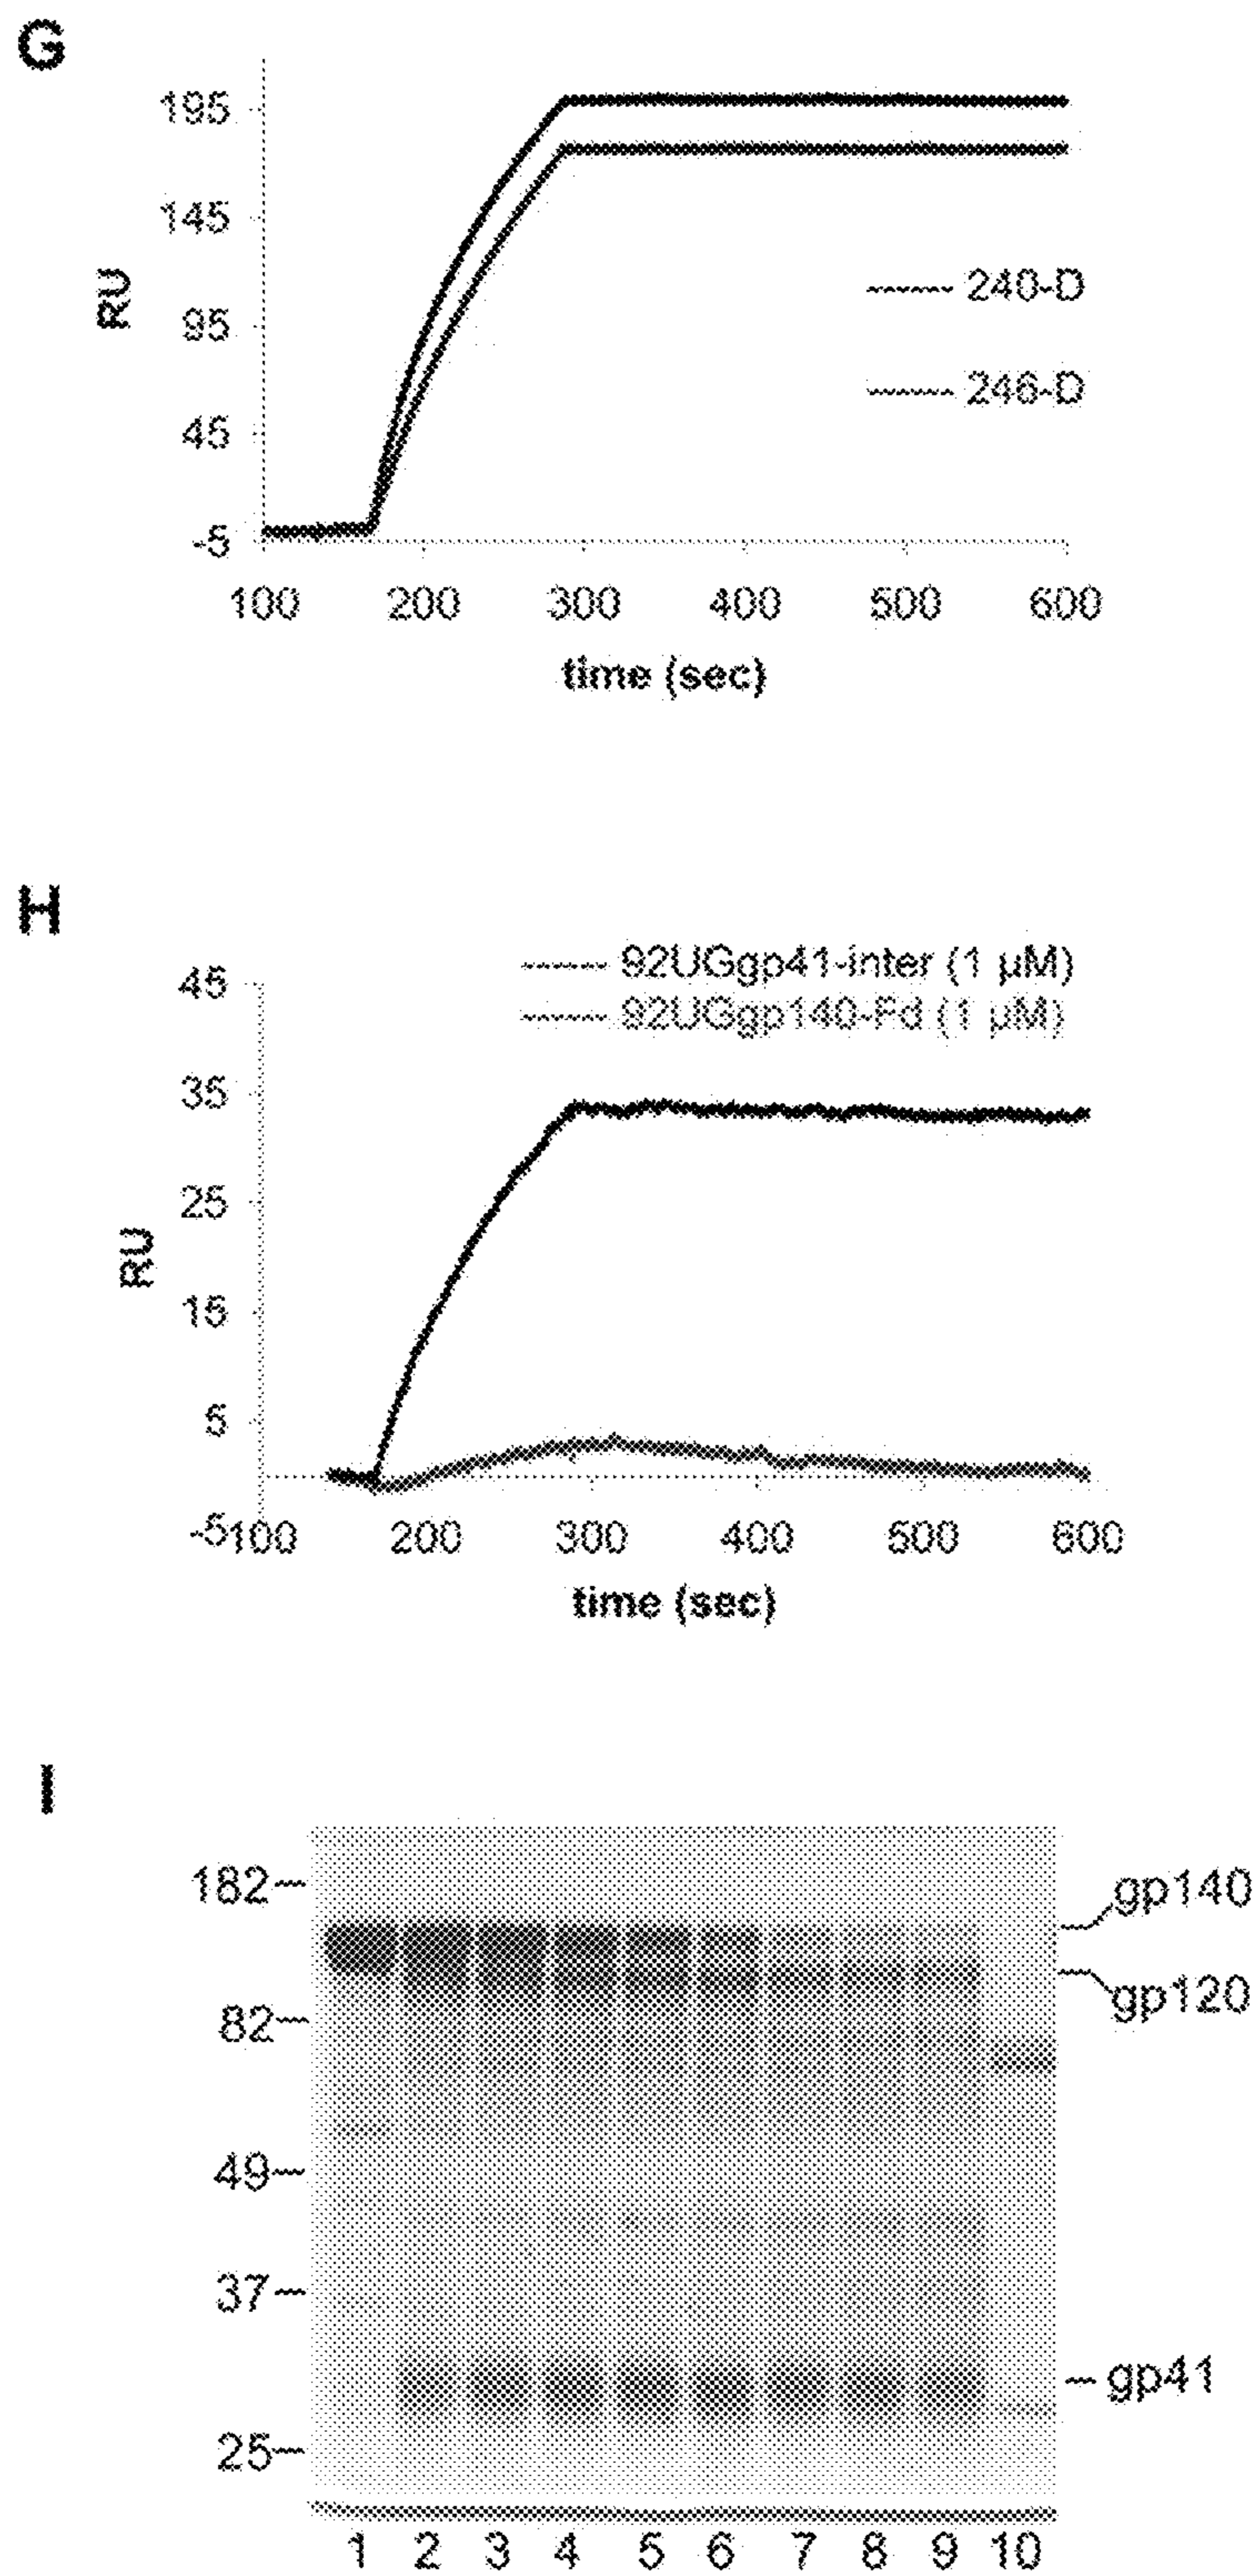 G
195
145
95
45
-5
RU
240-D
246-D
100 200 300 400 500 600
time (sec)
H
92UGgp41-inter (1 µM)
92UGgp140-Fd (1 µM)
45
35
25
15
5
-5
RU
100 200 300 400 500 600
time (sec)
I
182
82
49
37
25
gp140
gp120
gp41
1 2 3 4 5 6 7 8 9 10